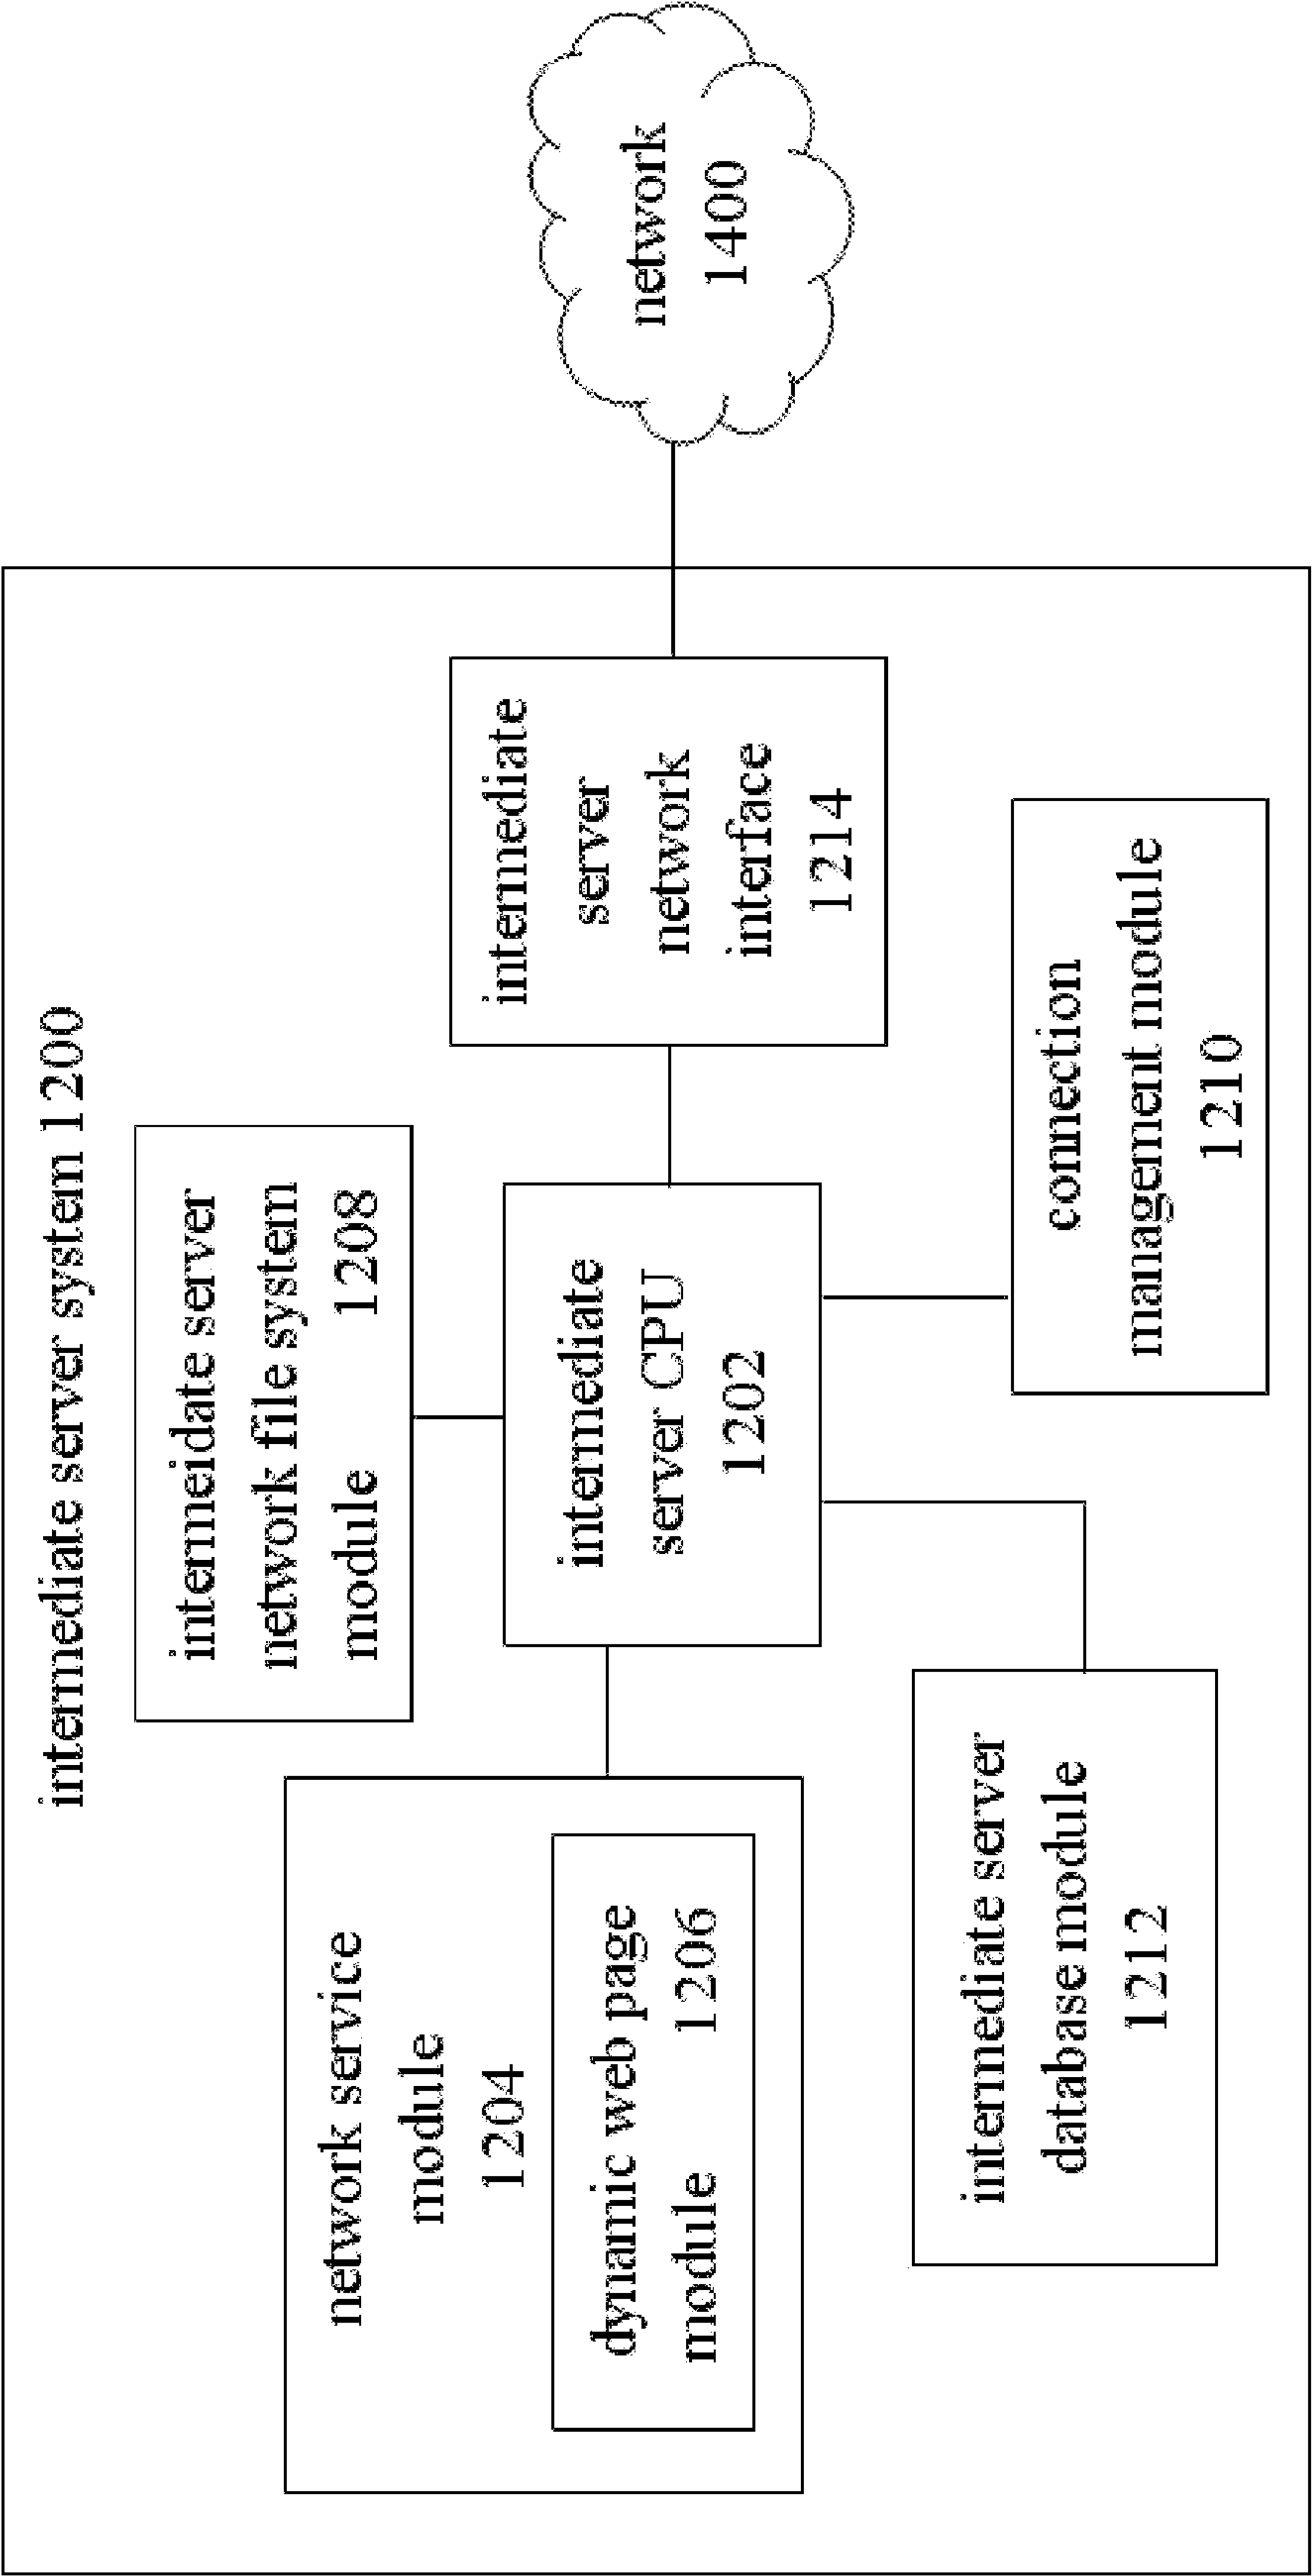 intermediate server system 1200
intermeidate server
network file system
module 1208
network service
module
1204
dynamic web page
module 1206
intermediate
server CPU
1202
intermediate
server
network
interface
1214
network
1400
intermediate server
database module
1212
connection
management module
1210